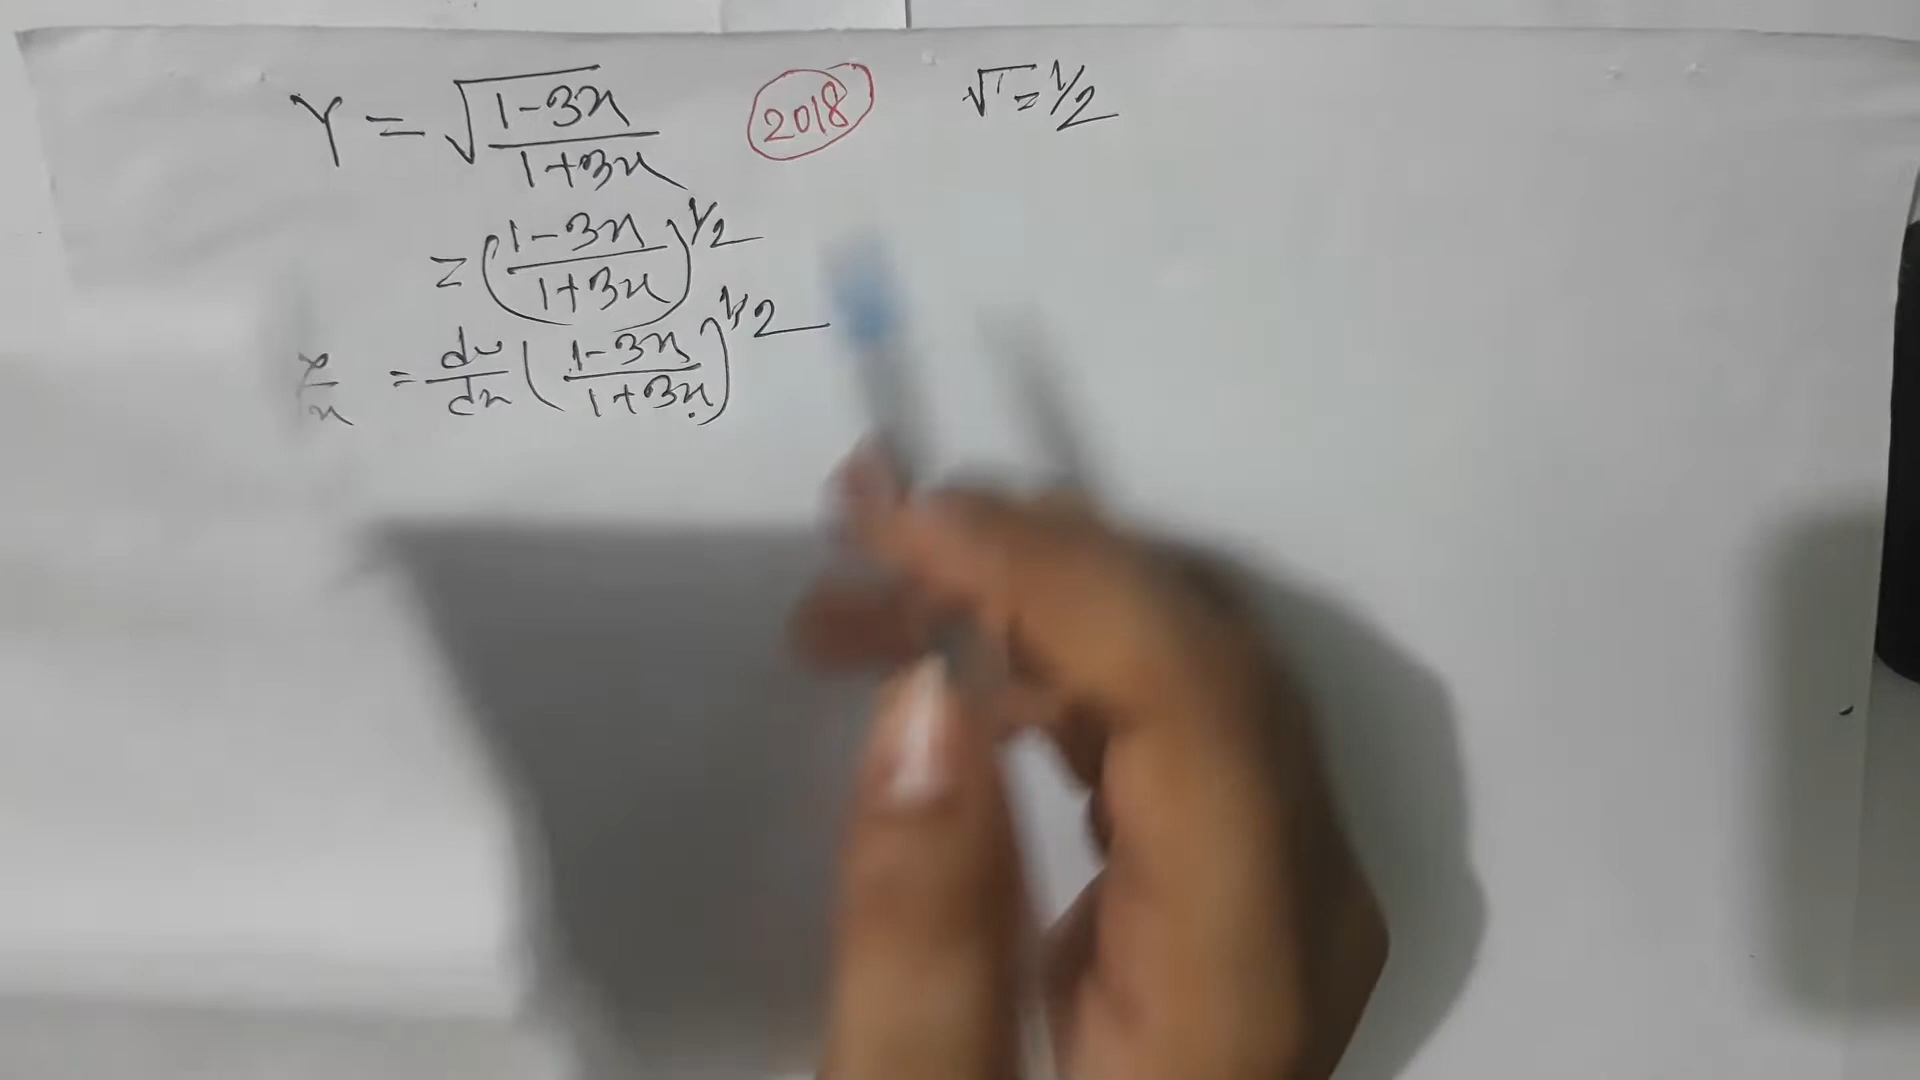 Y = √(1-3x)/(1+3x) 2018 √ = 1/2
= ((1-3x)/(1+3x))^1/2
= d/dx ((1-3x)/(1+3x))^1/2